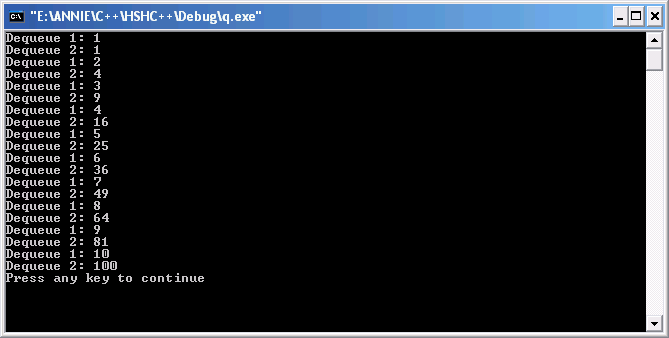 C:\ "E:\ANNIE\C++\HSHC++\Debug\q.exe"
Dequeue 1: 1
Dequeue 2: 1
Dequeue 1: 2
Dequeue 2: 4
Dequeue 1: 3
Dequeue 2: 9
Dequeue 1: 4
Dequeue 2: 16
Dequeue 1: 5
Dequeue 2: 25
Dequeue 1: 6
Dequeue 2: 36
Dequeue 1: 7
Dequeue 2: 49
Dequeue 1: 8
Dequeue 2: 64
Dequeue 1: 9
Dequeue 2: 81
Dequeue 1: 10
Dequeue 2: 100
Press any key to continue